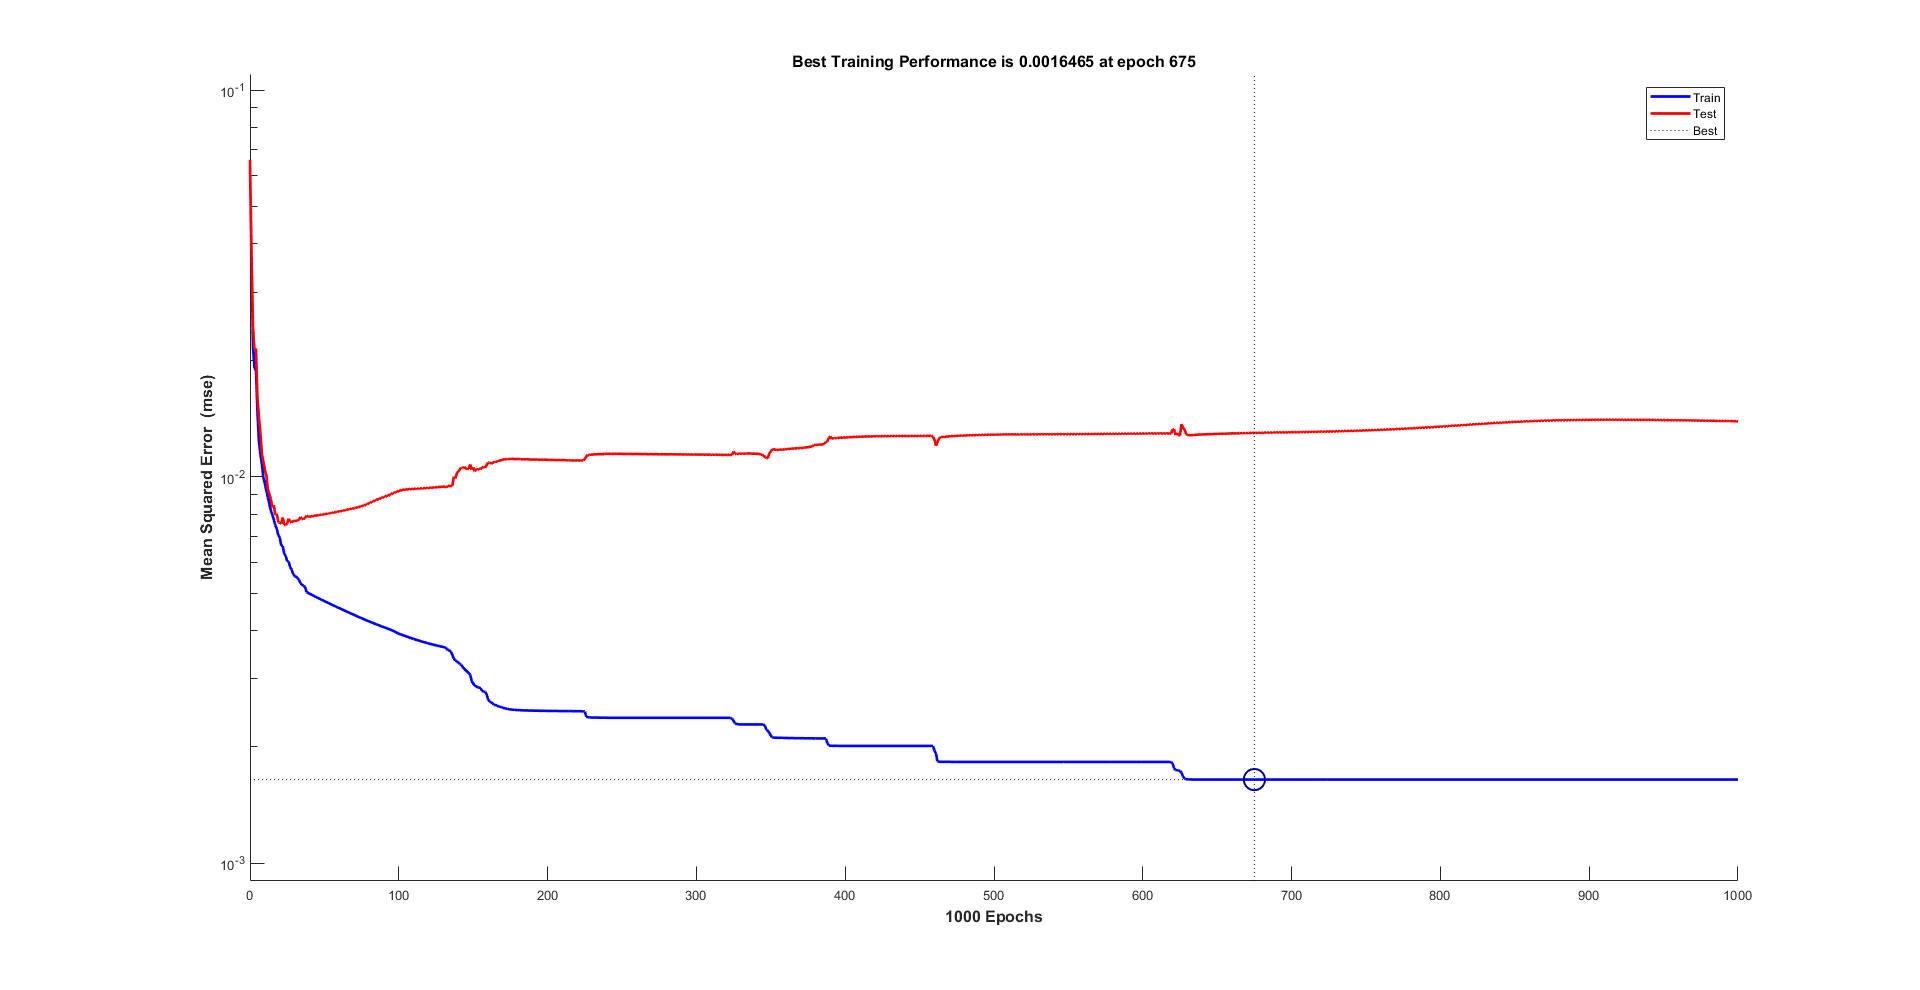 Best Training Performance is 0.0016465 at epoch 675
Train
Test
Best
Mean Squared Error (mse)
10^-1
10^-2
10^-3
0 100 200 300 400 500 600 700 800 900 1000
1000 Epochs